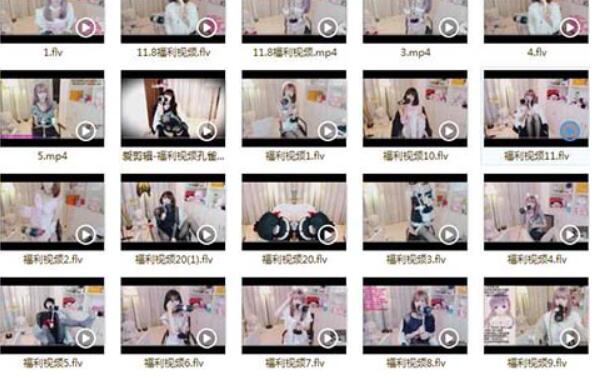 1.flv
11.8福利视频.flv
11.8福利视频.mp4
3.mp4
4.flv
5.mp4
爱剪辑-福利视频孔雀...
福利视频1.flv
福利视频10.flv
福利视频11.flv
福利视频2.flv
福利视频20(1).flv
福利视频20.flv
福利视频3.flv
福利视频4.flv
福利视频5.flv
福利视频6.flv
福利视频7.flv
福利视频8.flv
福利视频9.flv